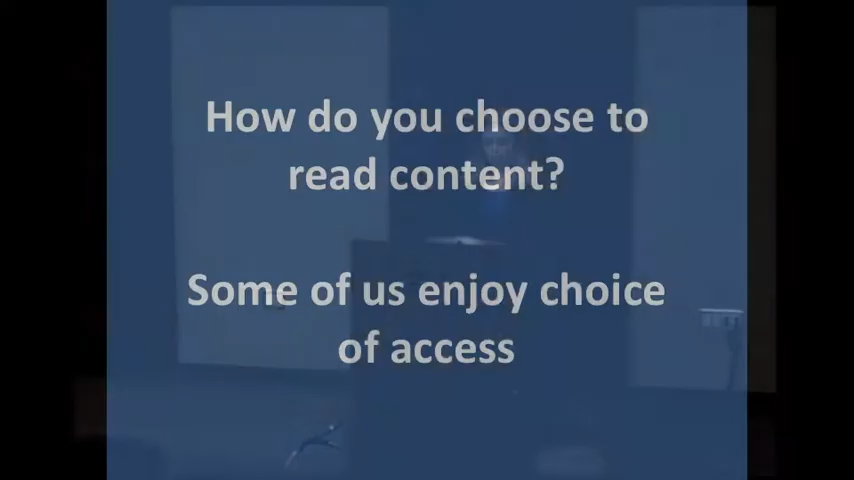 How do you choose to
read content?
Some of us enjoy choice
of access